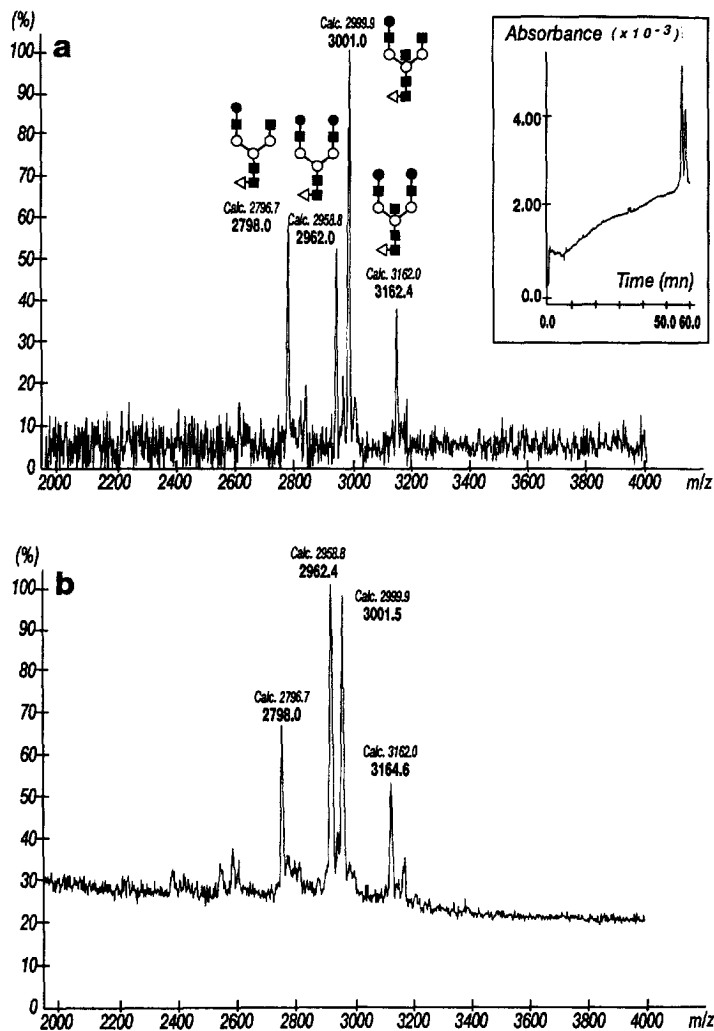 (%)
a
100
90
80
70
60
50
40
30
20
10
0
Calc. 2999.9
3001.0
Calc. 2796.7
2798.0
Calc. 2958.8
2962.0
Calc. 3162.0
3162.4
2000 2200 2400 2600 2800 3000 3200 3400 3600 3800 4000 m/z
Absorbance (x 10-3)
4.00
2.00
0.0
Time (mn)
0.0 50.0 60.0
(%)
b
100
90
80
70
60
50
40
30
20
10
0
Calc. 2958.8
2962.4
Calc. 2999.9
3001.5
Calc. 2796.7
2798.0
Calc. 3162.0
3164.6
2000 2200 2400 2600 2800 3000 3200 3400 3600 3800 4000 m/z